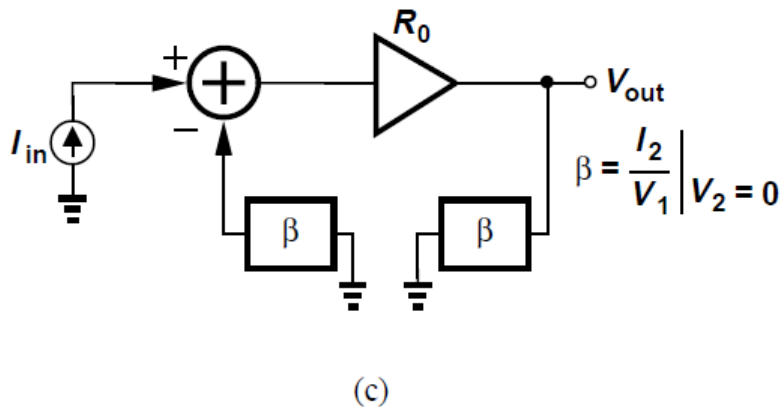 R0
+
+
Vout
−
Iin
β = I2 / V1 | V2 = 0
β
β
(c)